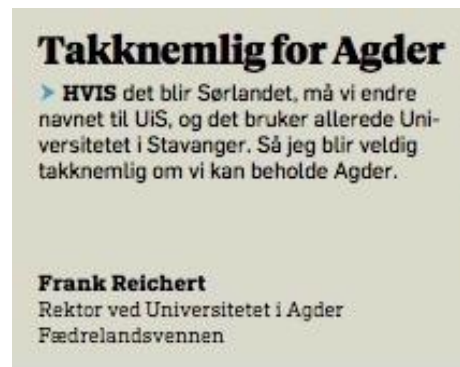 Takknemlig for Agder
HVIS det blir Sørlandet, må vi endre
navnet til UiS, og det bruker allerede Uni-
versitetet i Stavanger. Så jeg blir veldig
takknemlig om vi kan beholde Agder.
Frank Reichert
Rektor ved Universitetet i Agder
Fædrelandsvennen